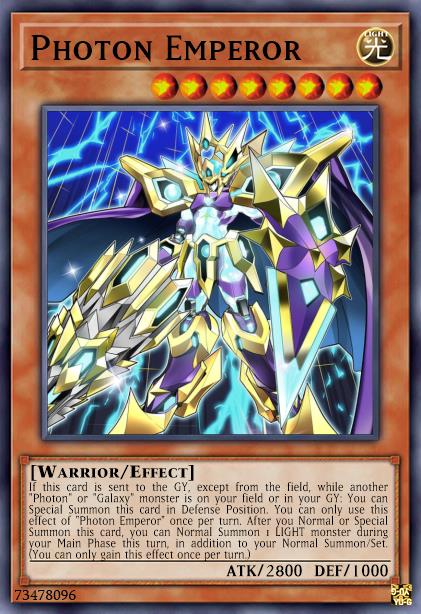 Photon Emperor
LIGHT
光
[Warrior/Effect]
If this card is sent to the GY, except from the field, while another
"Photon" or "Galaxy" monster is on your field or in your GY: You can
Special Summon this card in Defense Position. You can only use this
effect of "Photon Emperor" once per turn. After you Normal or Special
Summon this card, you can Normal Summon 1 LIGHT monster during
your Main Phase this turn, in addition to your Normal Summon/Set.
(You can only gain this effect once per turn.)
ATK/2800 DEF/1000
73478096